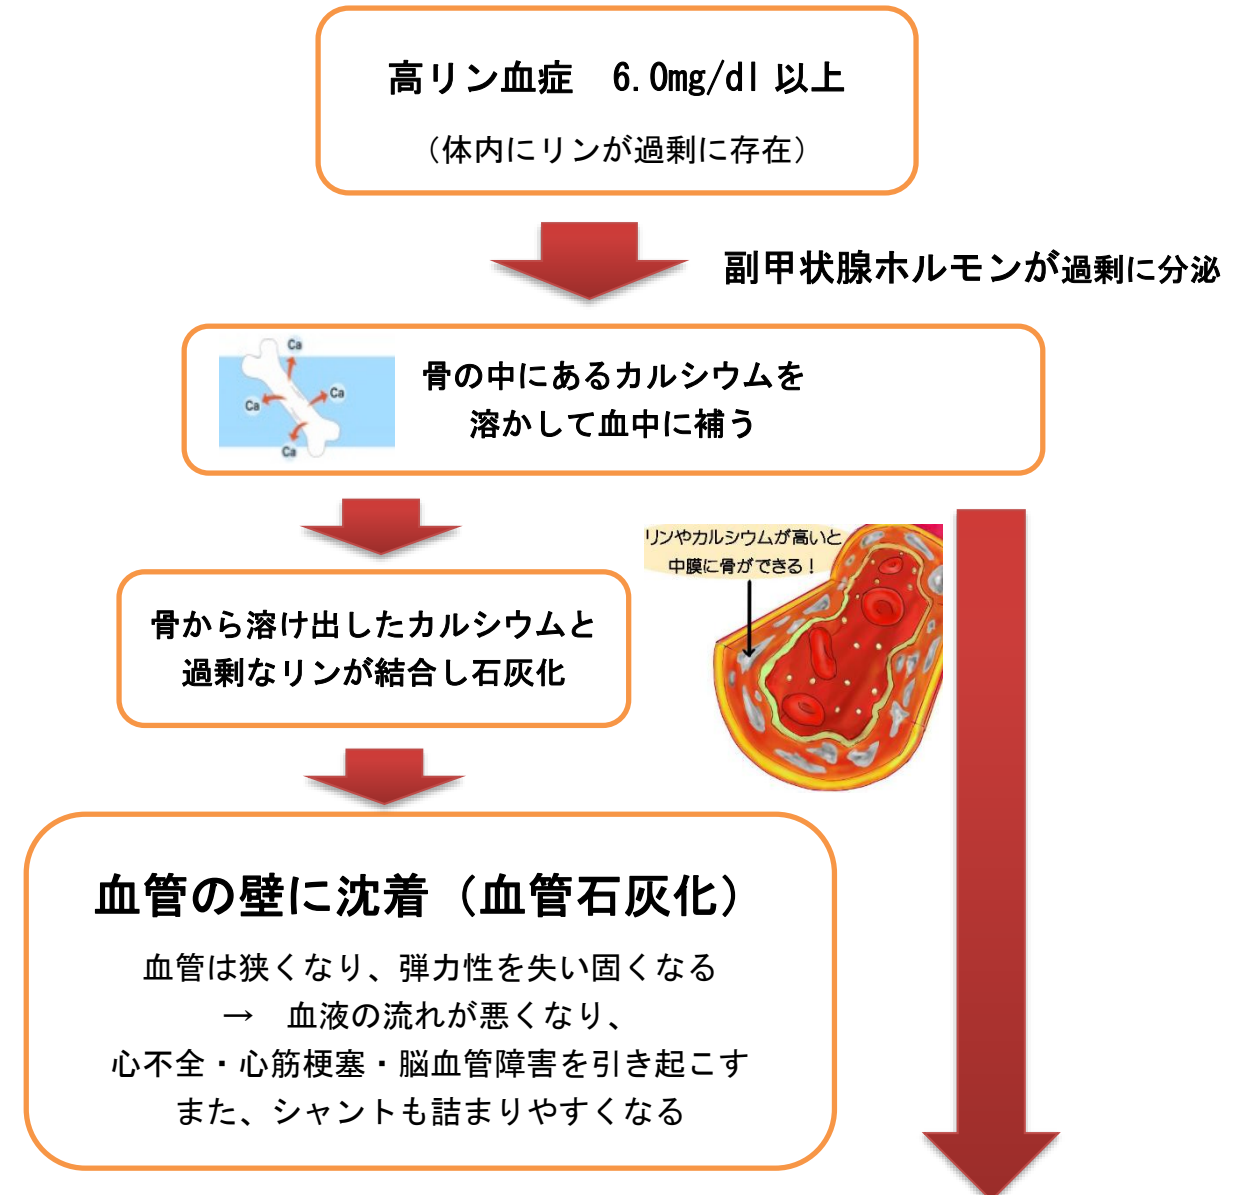 高リン血症　6.0mg/dl 以上
（体内にリンが過剰に存在）
副甲状腺ホルモンが過剰に分泌
Ca
Ca
Ca
Ca
骨の中にあるカルシウムを
溶かして血中に補う
リンやカルシウムが高いと
中膜に骨ができる！
骨から溶け出したカルシウムと
過剰なリンが結合し石灰化
血管の壁に沈着（血管石灰化）
血管は狭くなり、弾力性を失い固くなる
→　血液の流れが悪くなり、
心不全・心筋梗塞・脳血管障害を引き起こす
また、シャントも詰まりやすくなる